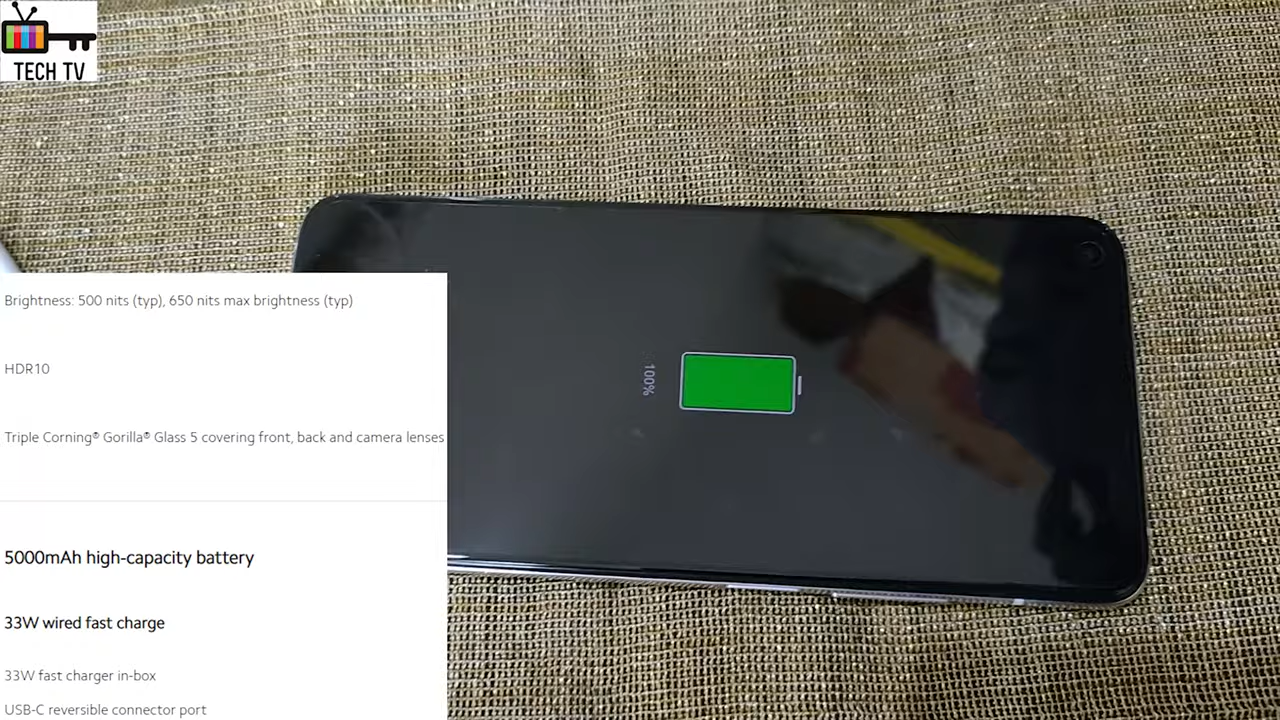 TECH TV
Brightness: 500 nits (typ), 650 nits max brightness (typ)
HDR10
Triple Corning® Gorilla® Glass 5 covering front, back and camera lenses
100%
5000mAh high-capacity battery
33W wired fast charge
33W fast charger in-box
USB-C reversible connector port